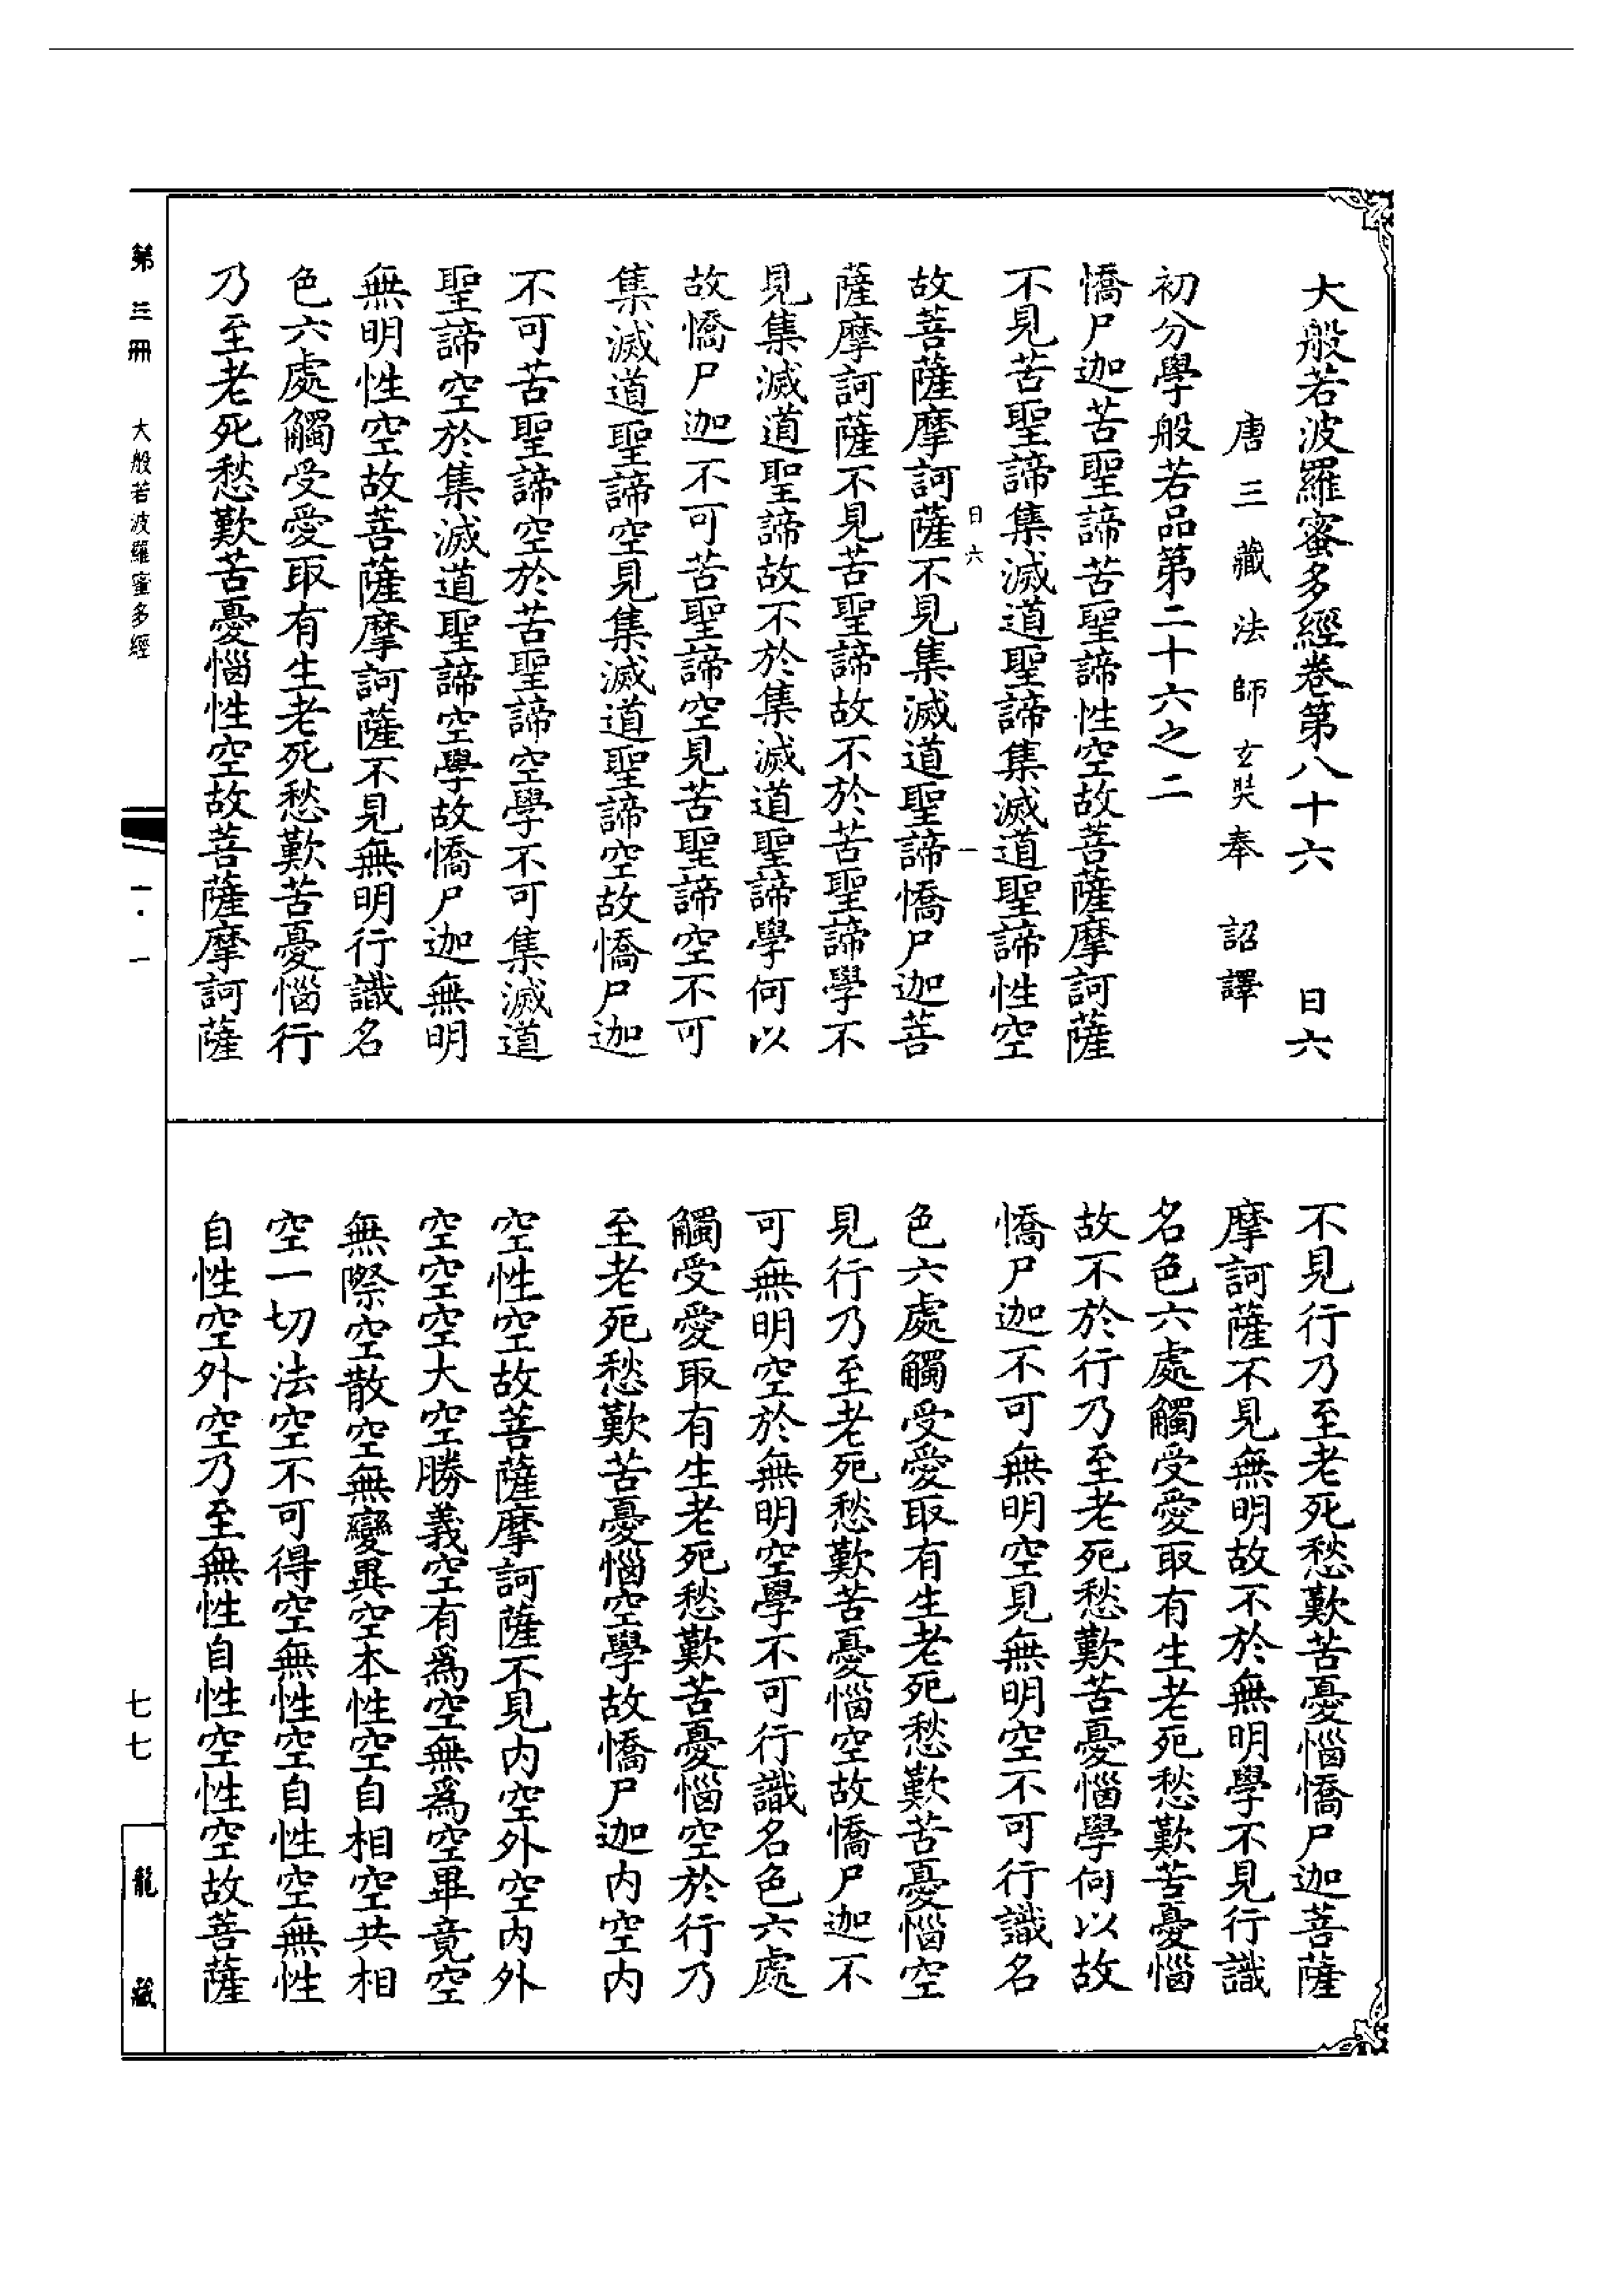 大般若波羅蜜多經卷第八十六　日六
唐三藏法師玄奘奉　詔譯
初分學般若品第二十六之二
憍尸迦苦聖諦苦聖諦性空故菩薩摩訶薩
不見苦聖諦集滅道聖諦集滅道聖諦性空
日六　一
故菩薩摩訶薩不見集滅道聖諦憍尸迦菩
薩摩訶薩不見苦聖諦故不於苦聖諦學不
見集滅道聖諦故不於集滅道聖諦學何以
故憍尸迦不可苦聖諦空見苦聖諦空不可
集滅道聖諦空見集滅道聖諦空故憍尸迦
不可苦聖諦空於苦聖諦空學不可集滅道
聖諦空於集滅道聖諦空學故憍尸迦無明
無明性空故菩薩摩訶薩不見無明行識名
色六處觸受愛取有生老死愁歎苦憂惱行
乃至老死愁歎苦憂惱性空故菩薩摩訶薩
不見行乃至老死愁歎苦憂惱憍尸迦菩薩
摩訶薩不見無明故不於無明學不見行識
名色六處觸受愛取有生老死愁歎苦憂惱
故不於行乃至老死愁歎苦憂惱學何以故
憍尸迦不可無明空見無明空不可行識名
色六處觸受愛取有生老死愁歎苦憂惱空
見行乃至老死愁歎苦憂惱空故憍尸迦不
可無明空於無明空學不可行識名色六處
觸受愛取有生老死愁歎苦憂惱空於行乃
至老死愁歎苦憂惱空學故憍尸迦內空內
空性空故菩薩摩訶薩不見內空外空內外
空空空大空勝義空有為空無為空畢竟空
無際空散空無變異空本性空自相空共相
空一切法空不可得空無性空自性空無性
自性空外空乃至無性自性空性空故菩薩
第三冊　大般若波羅蜜多經
一·一
七七
龍藏